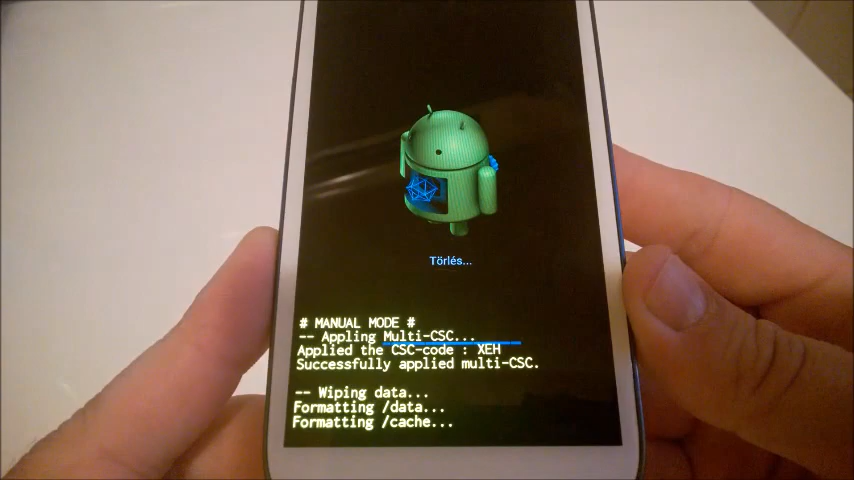 Törlés...
# MANUAL MODE #
-- Appling Multi-CSC...
Applied the CSC-code : XEH
Successfully applied multi-CSC.
-- Wiping data...
Formatting /data...
Formatting /cache...